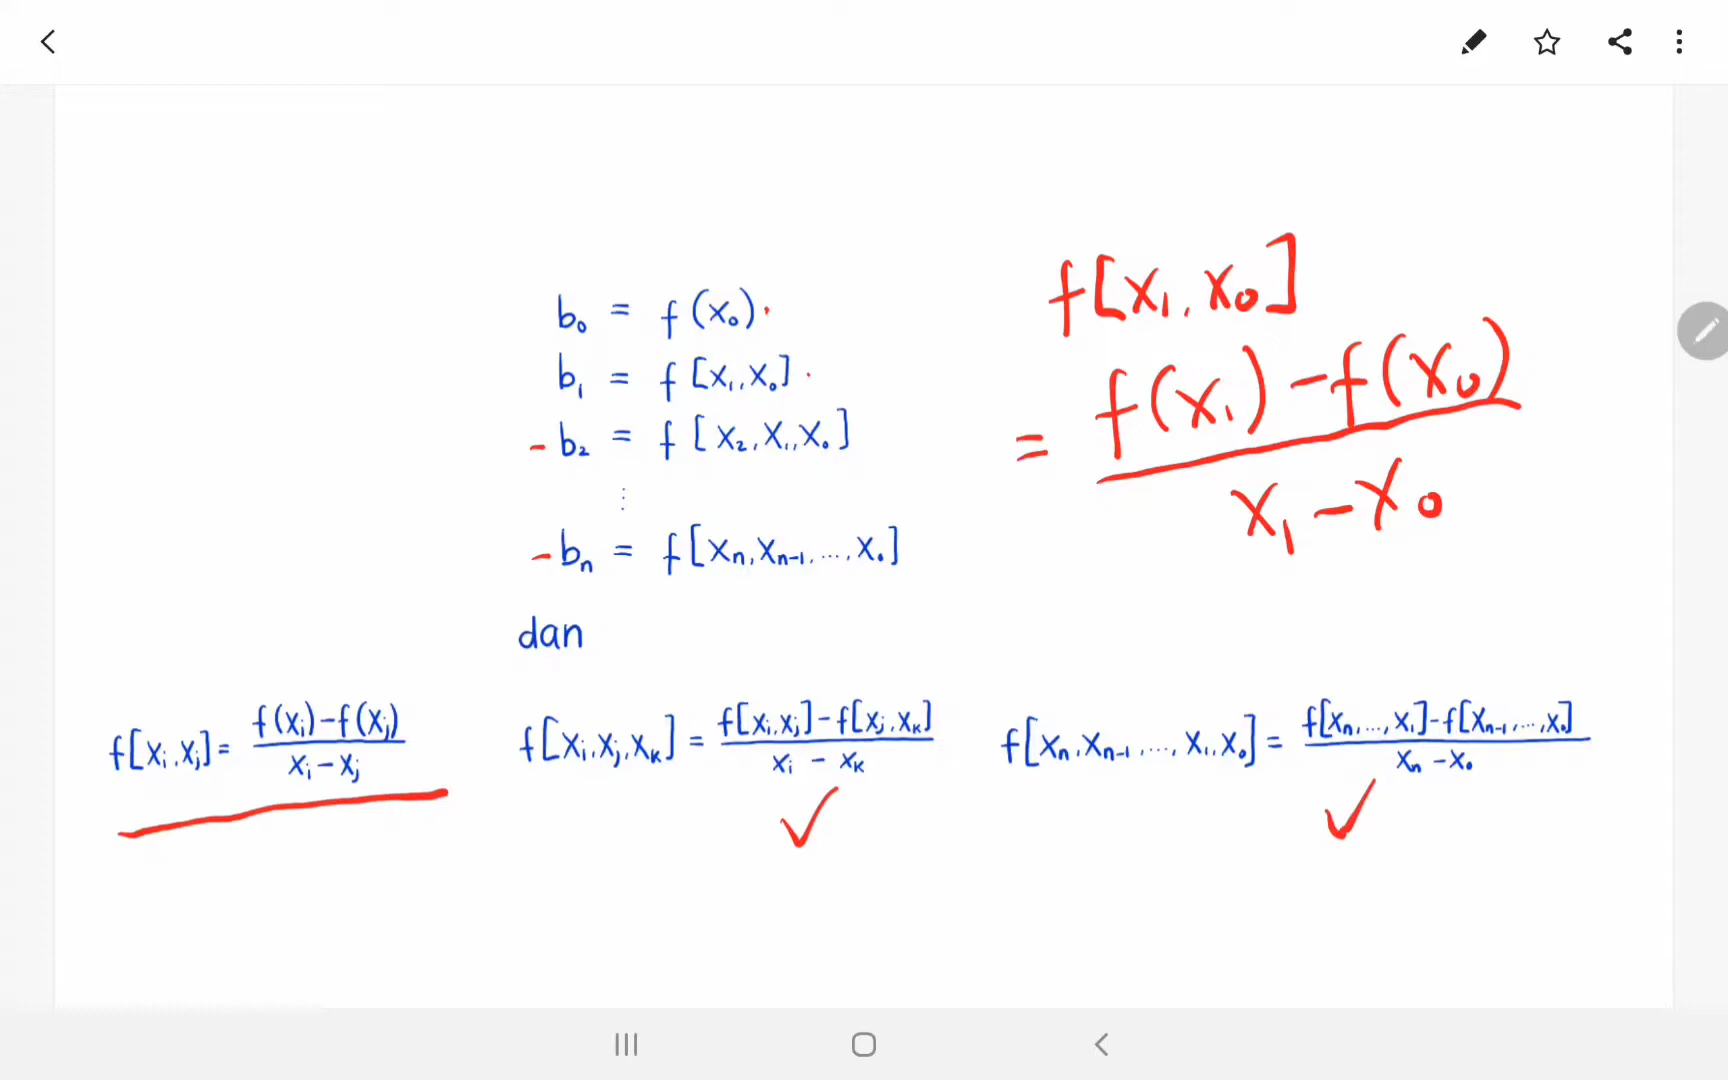 b₀ = f(x₀)
b₁ = f[x₁, x₀]
- b₂ = f[x₂, x₁, x₀]
⋮
- bₙ = f[xₙ, xₙ₋₁, ..., x₀]
dan
f[x₁, x₀]
= (f(x₁) - f(x₀)) / (x₁ - x₀)
f[xᵢ, xⱼ] = (f(xᵢ) - f(xⱼ)) / (xᵢ - xⱼ)
f[xᵢ, xⱼ, xₖ] = (f[xᵢ, xⱼ] - f[xⱼ, xₖ]) / (xᵢ - xₖ)
f[xₙ, xₙ₋₁, ..., x₁, x₀] = (f[xₙ, ..., x₁] - f[xₙ₋₁, ..., x₀]) / (xₙ - x₀)